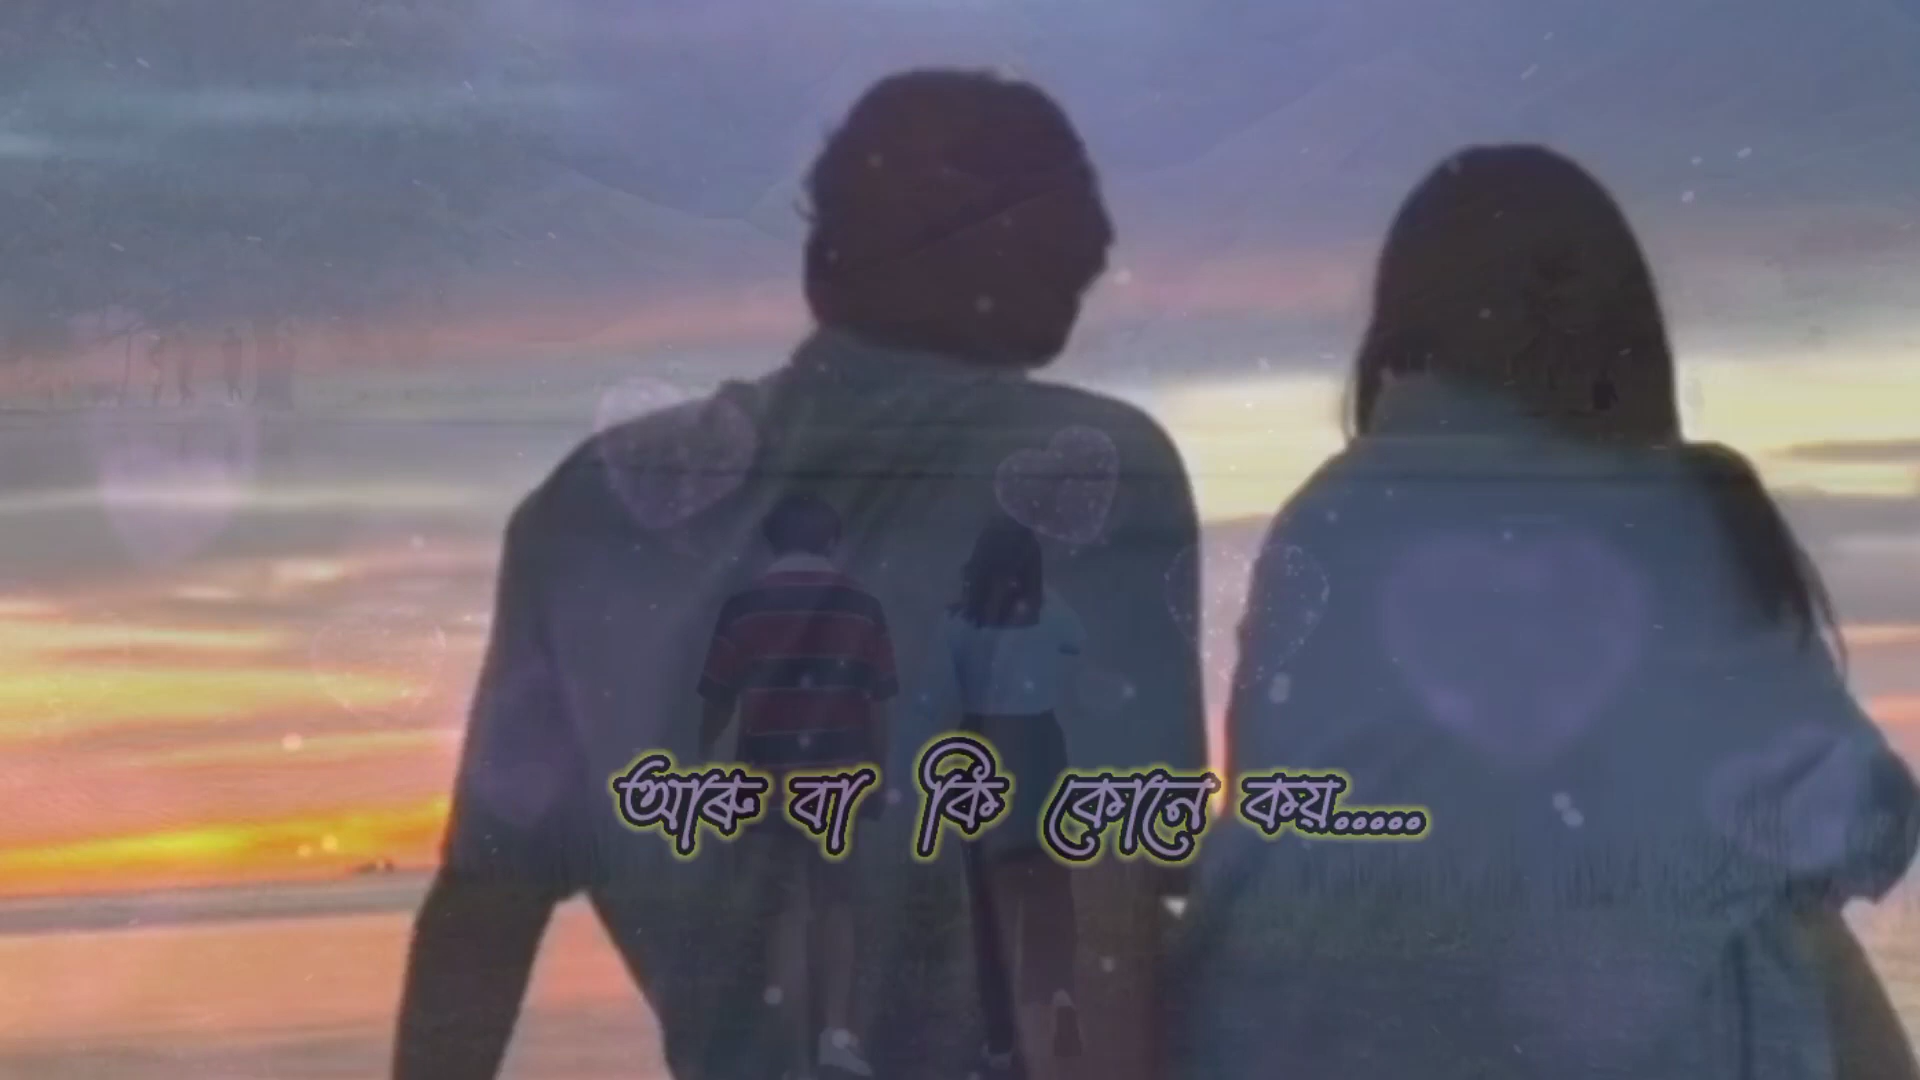 আৰু বা কি কোনে কয়.....